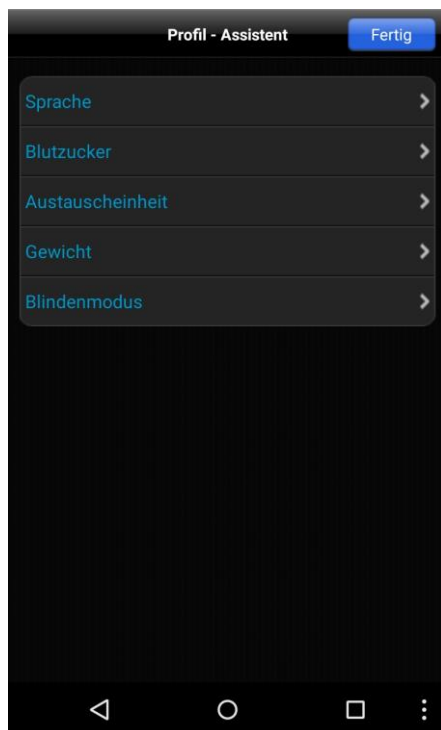 Profil - Assistent
Fertig
Sprache
Blutzucker
Austauscheinheit
Gewicht
Blindenmodus